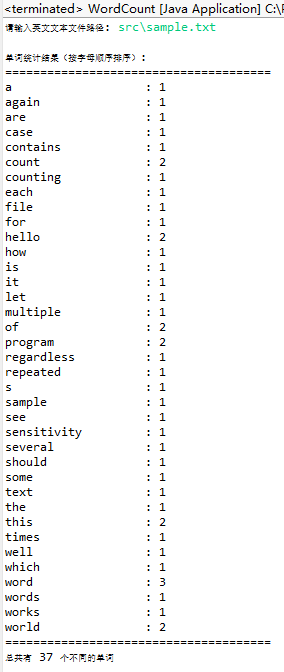 <terminated> WordCount [Java Application] C:\F
请输入英文文本文件路径: src\sample.txt
单词统计结果（按字母顺序排序）:
======================================
a : 1
again : 1
are : 1
case : 1
contains : 1
count : 2
counting : 1
each : 1
file : 1
for : 1
hello : 2
how : 1
is : 1
it : 1
let : 1
multiple : 1
of : 2
program : 2
regardless : 1
repeated : 1
s : 1
sample : 1
see : 1
sensitivity : 1
several : 1
should : 1
some : 1
text : 1
the : 1
this : 2
times : 1
well : 1
which : 1
word : 3
words : 1
works : 1
world : 2
======================================
总共有 37 个不同的单词